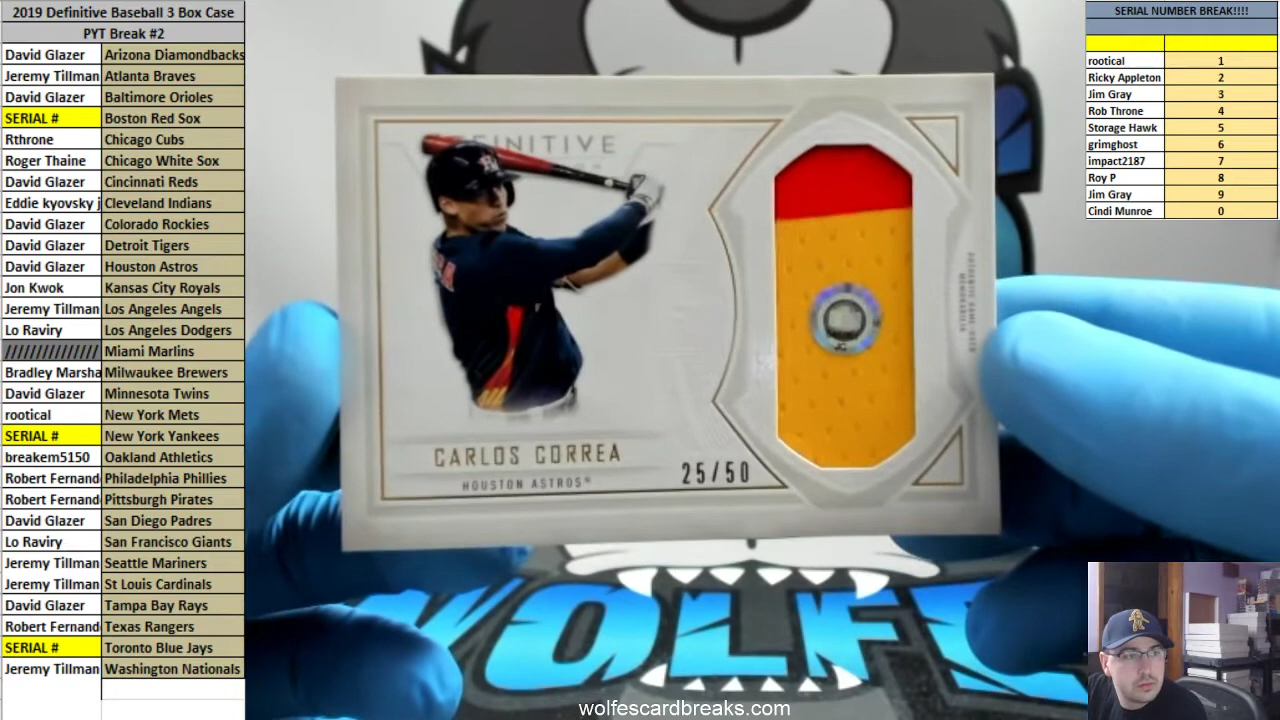 2019 Definitive Baseball 3 Box Case
PYT Break #2
David Glazer Arizona Diamondbacks
Jeremy Tillman Atlanta Braves
David Glazer Baltimore Orioles
SERIAL # Boston Red Sox
Rthrone Chicago Cubs
Roger Thaine Chicago White Sox
David Glazer Cincinnati Reds
Eddie kyovsky j Cleveland Indians
David Glazer Colorado Rockies
David Glazer Detroit Tigers
David Glazer Houston Astros
Jon Kwok Kansas City Royals
Jeremy Tillman Los Angeles Angels
Lo Raviry Los Angeles Dodgers
/////////////// Miami Marlins
Bradley Marsha Milwaukee Brewers
David Glazer Minnesota Twins
rootical New York Mets
SERIAL # New York Yankees
breakem5150 Oakland Athletics
Robert Fernand Philadelphia Phillies
Robert Fernand Pittsburgh Pirates
David Glazer San Diego Padres
Lo Raviry San Francisco Giants
Jeremy Tillman Seattle Mariners
Jeremy Tillman St Louis Cardinals
David Glazer Tampa Bay Rays
Robert Fernand Texas Rangers
SERIAL # Toronto Blue Jays
Jeremy Tillman Washington Nationals
CARLOS CORREA
HOUSTON ASTROS
25/50
AUTHENTIC GAME-USED
MEMORABILIA
JC
WOLFE
wolfescardbreaks.com
SERIAL NUMBER BREAK!!!!
rootical 1
Ricky Appleton 2
Jim Gray 3
Rob Throne 4
Storage Hawk 5
grimghost 6
impact2187 7
Roy P 8
Jim Gray 9
Cindi Munroe 0